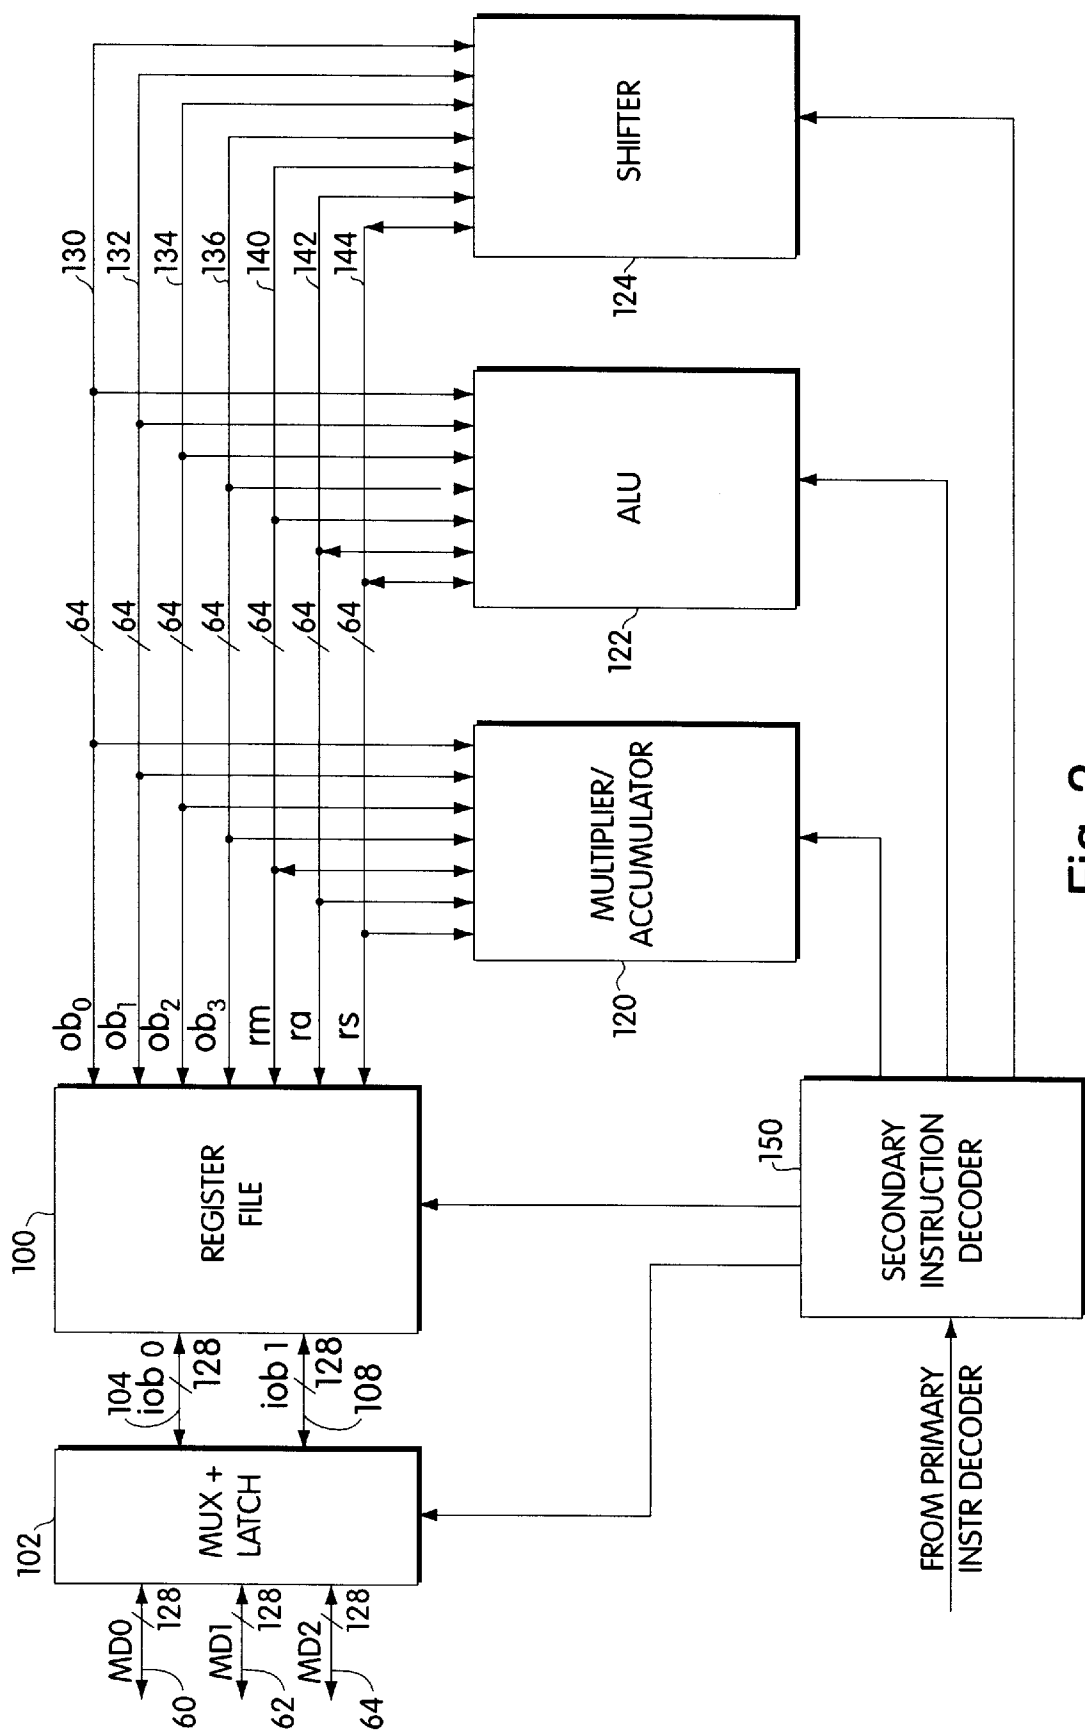 MD0
128
60
MD1
128
62
MD2
128
64
102
MUX +
LATCH
104
iob 0
128
iob 1
128
108
100
REGISTER
FILE
ob0
ob1
ob2
ob3
rm
ra
rs
64
64
64
64
64
64
64
130
132
134
136
140
142
144
MULTIPLIER/
ACCUMULATOR
120
ALU
122
SHIFTER
124
150
SECONDARY
INSTRUCTION
DECODER
FROM PRIMARY
INSTR DECODER